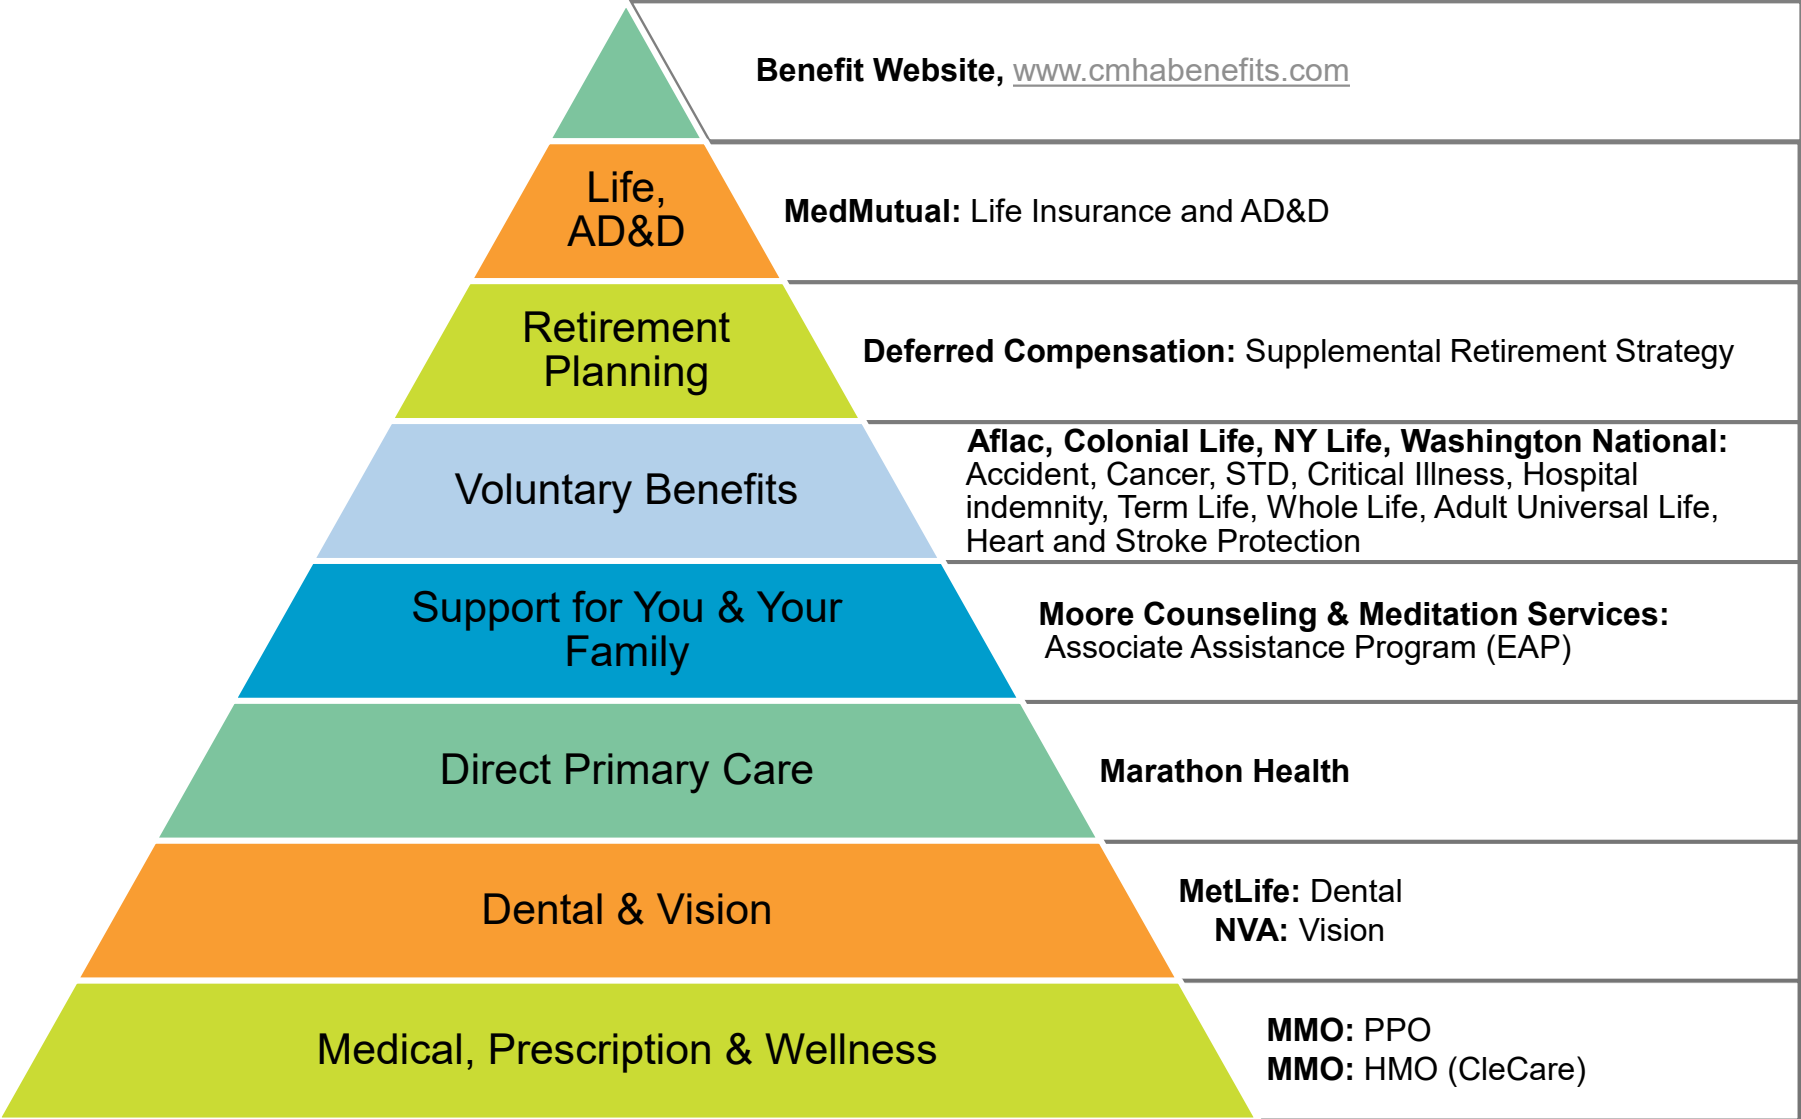 Benefit Website, www.cmhabenefits.com
Life,
AD&D
MedMutual: Life Insurance and AD&D
Retirement
Planning
Deferred Compensation: Supplemental Retirement Strategy
Voluntary Benefits
Aflac, Colonial Life, NY Life, Washington National:
Accident, Cancer, STD, Critical Illness, Hospital
indemnity, Term Life, Whole Life, Adult Universal Life,
Heart and Stroke Protection
Support for You & Your
Family
Moore Counseling & Meditation Services:
Associate Assistance Program (EAP)
Direct Primary Care
Marathon Health
Dental & Vision
MetLife: Dental
NVA: Vision
Medical, Prescription & Wellness
MMO: PPO
MMO: HMO (CleCare)